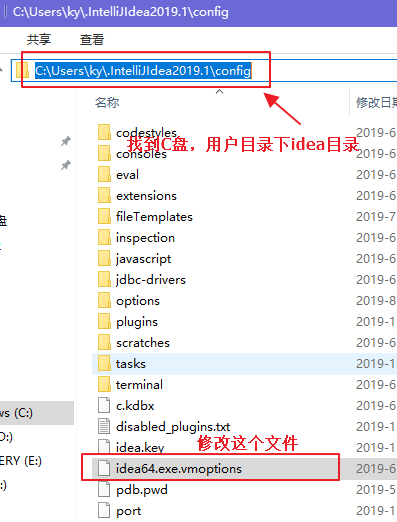 C:\Users\ky\.IntelliJIdea2019.1\config
共享
查看
C:\Users\ky\.IntelliJIdea2019.1\config
名称
修改日
codestyles
2019-6
找到C盘，用户目录下idea目录
consoles
2019-6
eval
2019-6
extensions
2019-6
fileTemplates
2019-7
inspection
2019-6
javascript
2019-6
jdbc-drivers
2019-6
options
2019-8
plugins
2019-1
scratches
2019-6
tasks
2019-1
terminal
2019-6
ws (C:)
c.kdbx
2019-1
disabled_plugins.txt
2019-1
idea.key
2019-1
修改这个文件
ERY (E:)
idea64.exe.vmoptions
2019-6
pdb.pwd
2019-1
port
2019-1